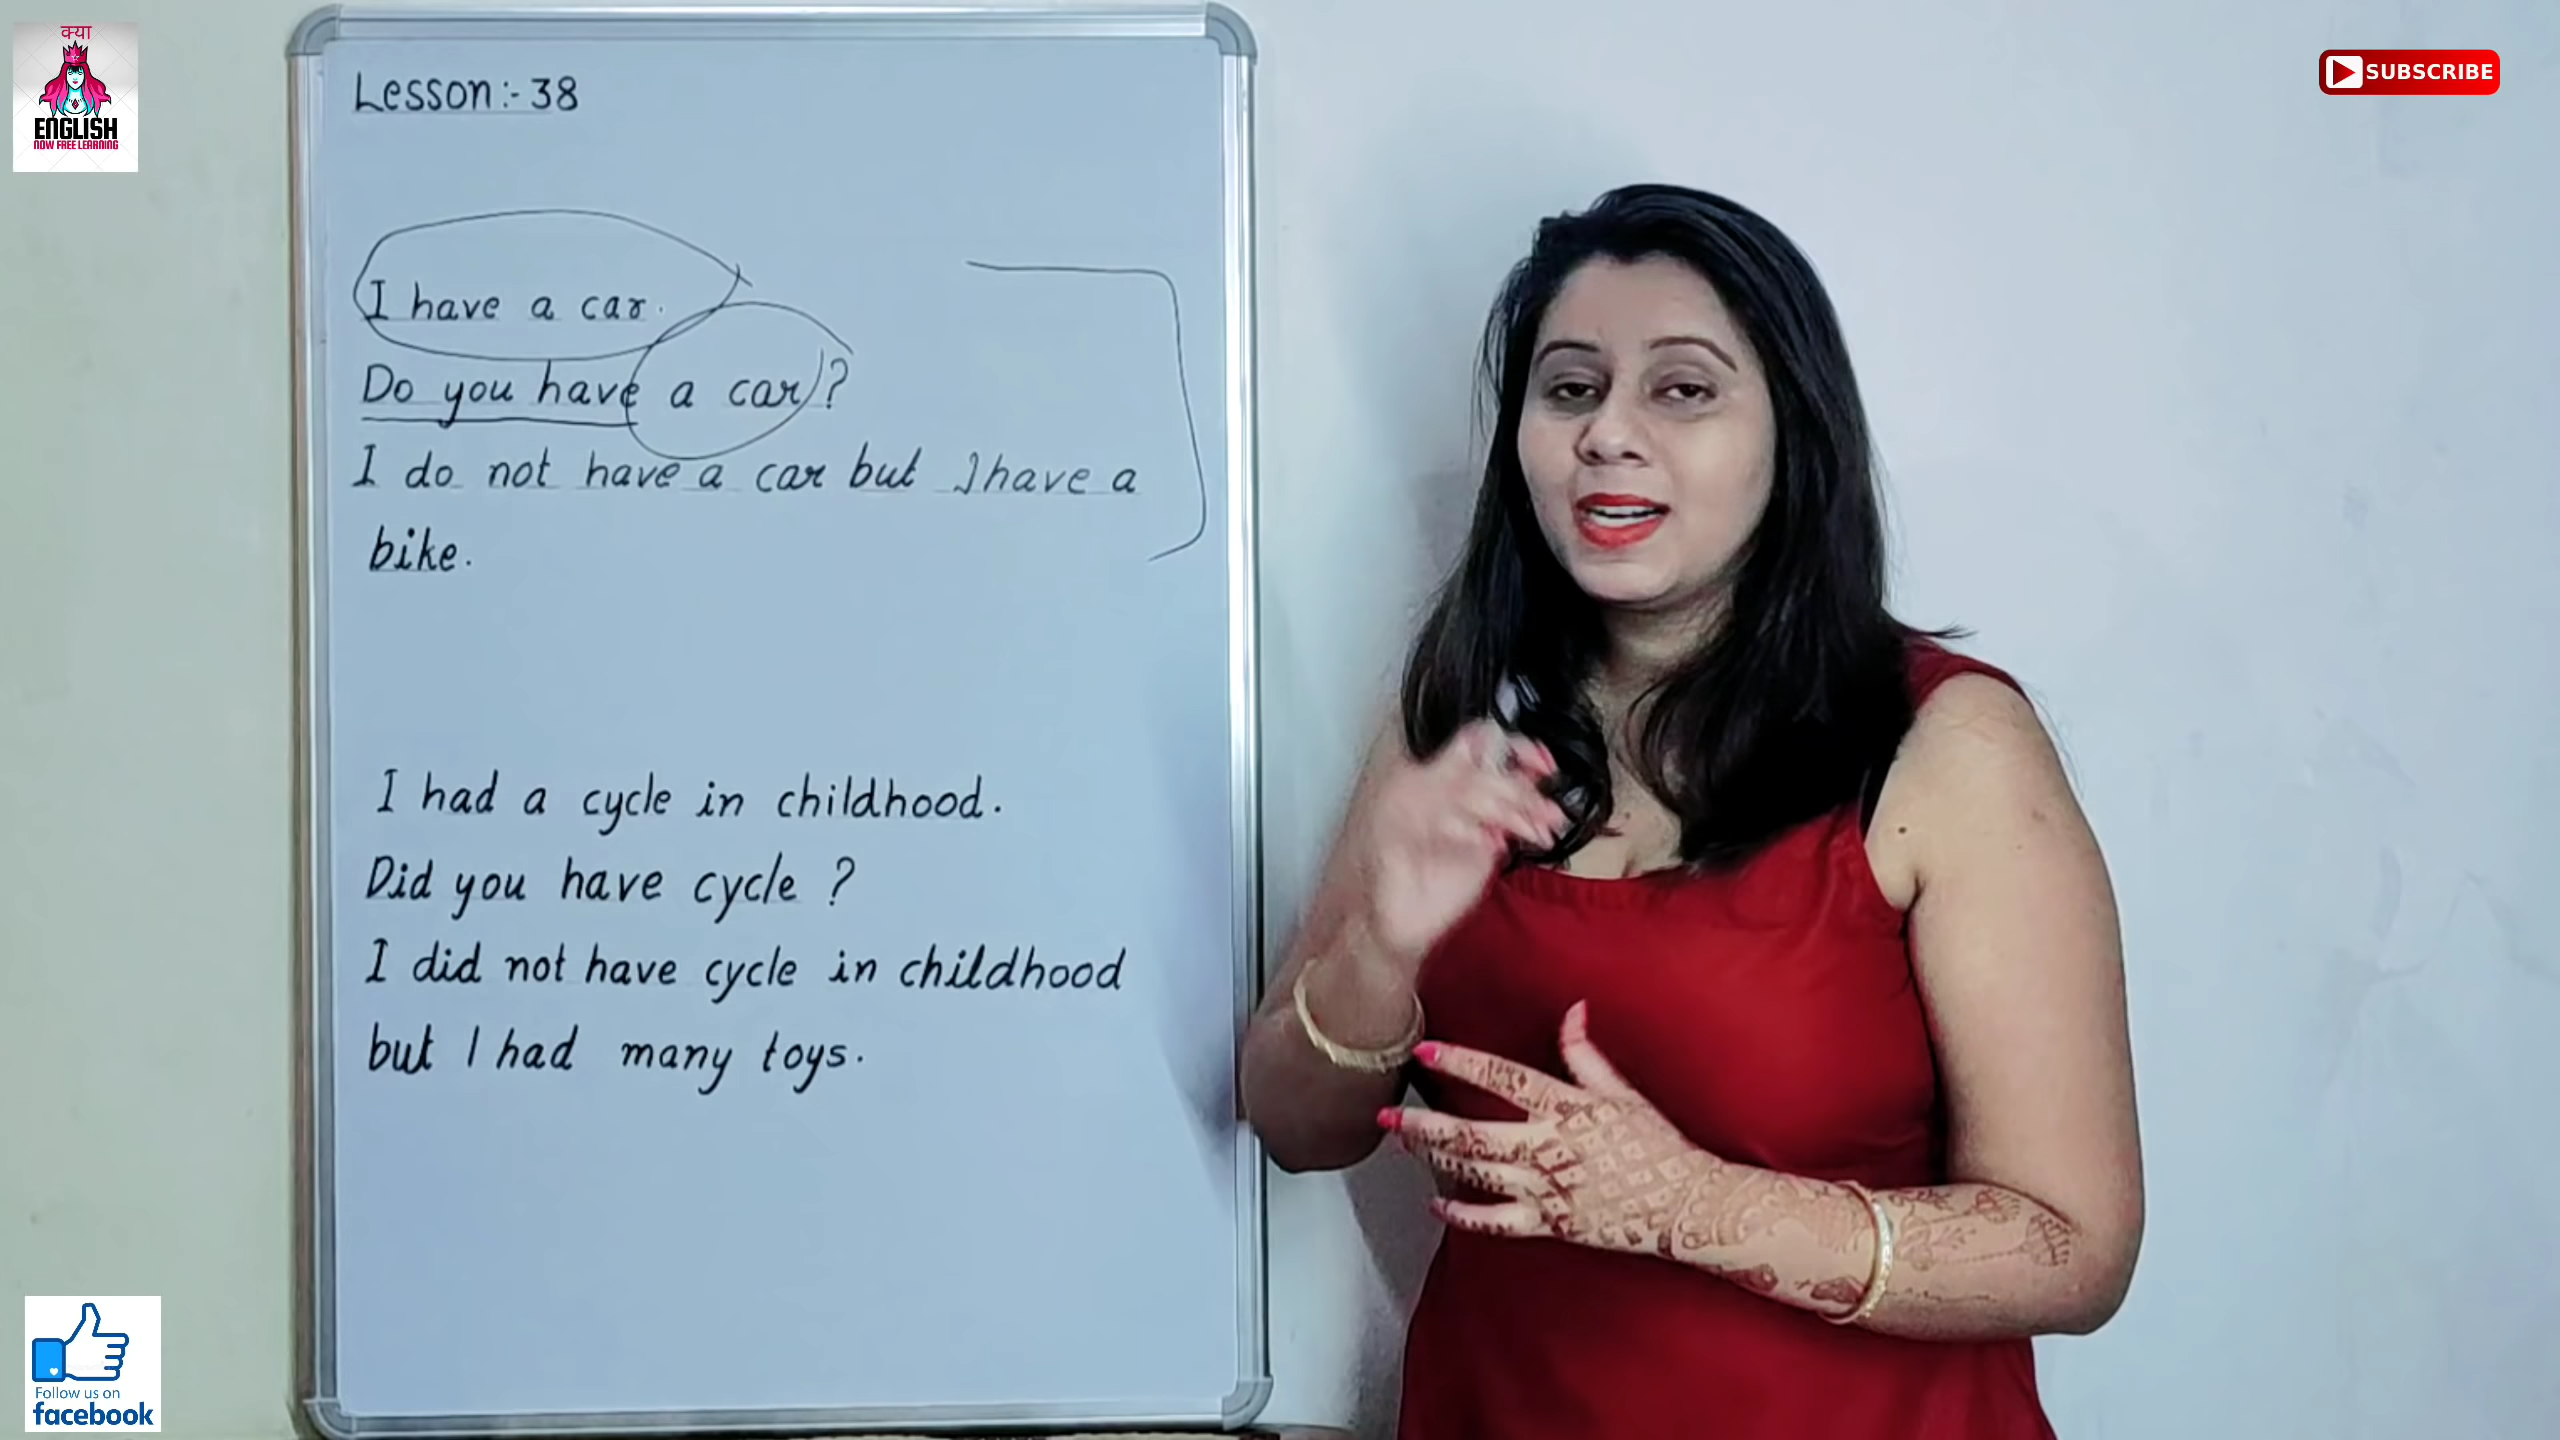 क्या
ENGLISH
NOW FREE LEARNING
SUBSCRIBE
Lesson :- 38
I have a car.
Do you have a car ?
I do not have a car but I have a
bike.
I had a cycle in childhood.
Did you have cycle ?
I did not have cycle in childhood
but I had many toys.
Follow us on
facebook